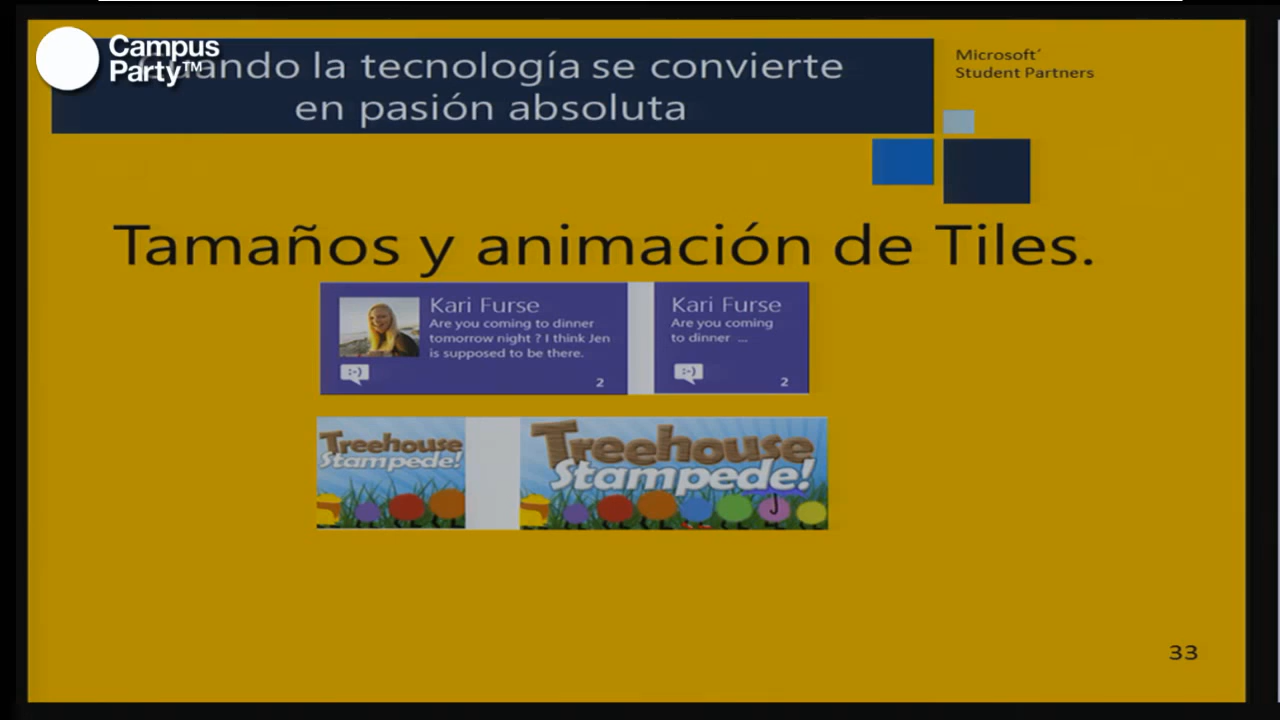 Campus
Party™
Cuando la tecnología se convierte
en pasión absoluta
Microsoft
Student Partners
Tamaños y animación de Tiles.
Kari Furse
Are you coming to dinner
tomorrow night ? I think Jen
is supposed to be there.
:-)
2
Kari Furse
Are you coming
to dinner ...
:-)
2
Treehouse
Stampede!
Treehouse
Stampede!
33